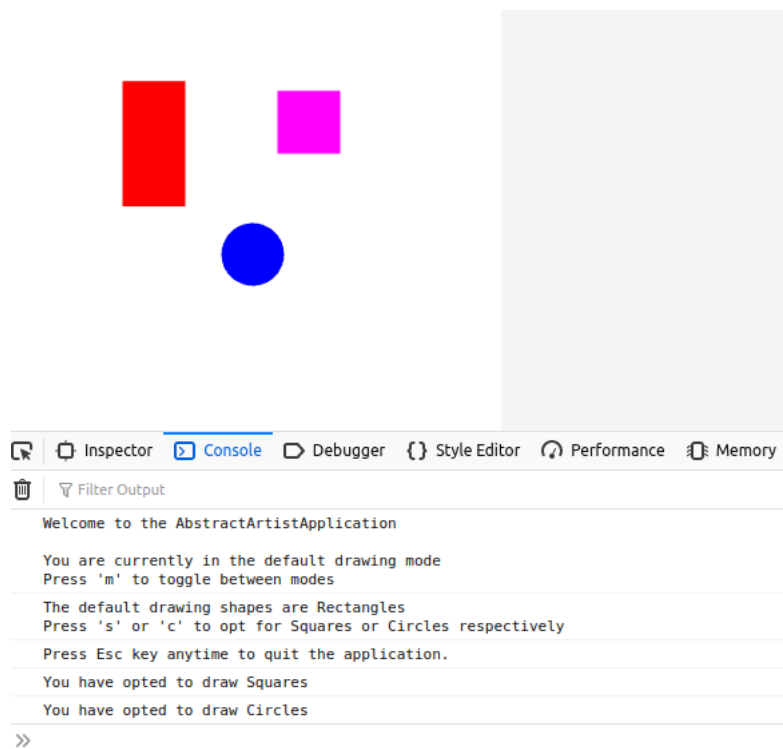 Inspector Console Debugger {} Style Editor Performance Memory
Filter Output
Welcome to the AbstractArtistApplication
You are currently in the default drawing mode
Press 'm' to toggle between modes
The default drawing shapes are Rectangles
Press 's' or 'c' to opt for Squares or Circles respectively
Press Esc key anytime to quit the application.
You have opted to draw Squares
You have opted to draw Circles